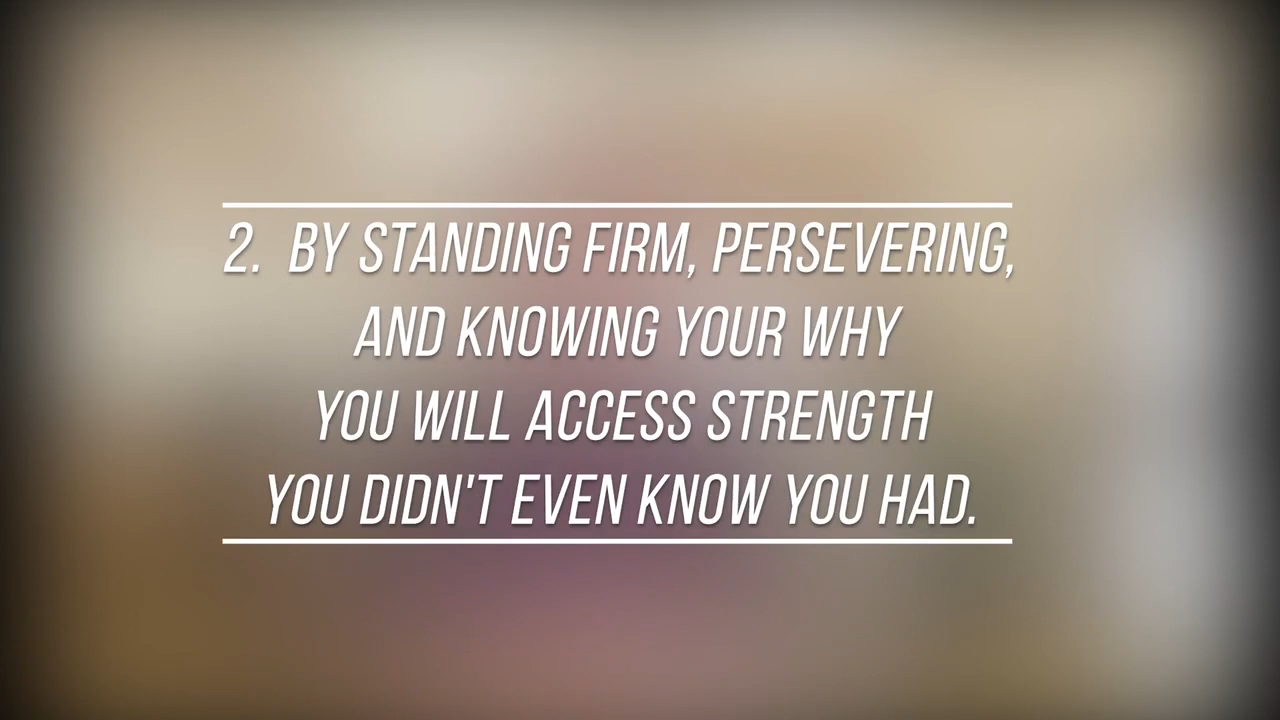 2. BY STANDING FIRM, PERSEVERING,
AND KNOWING YOUR WHY
YOU WILL ACCESS STRENGTH
YOU DIDN'T EVEN KNOW YOU HAD.